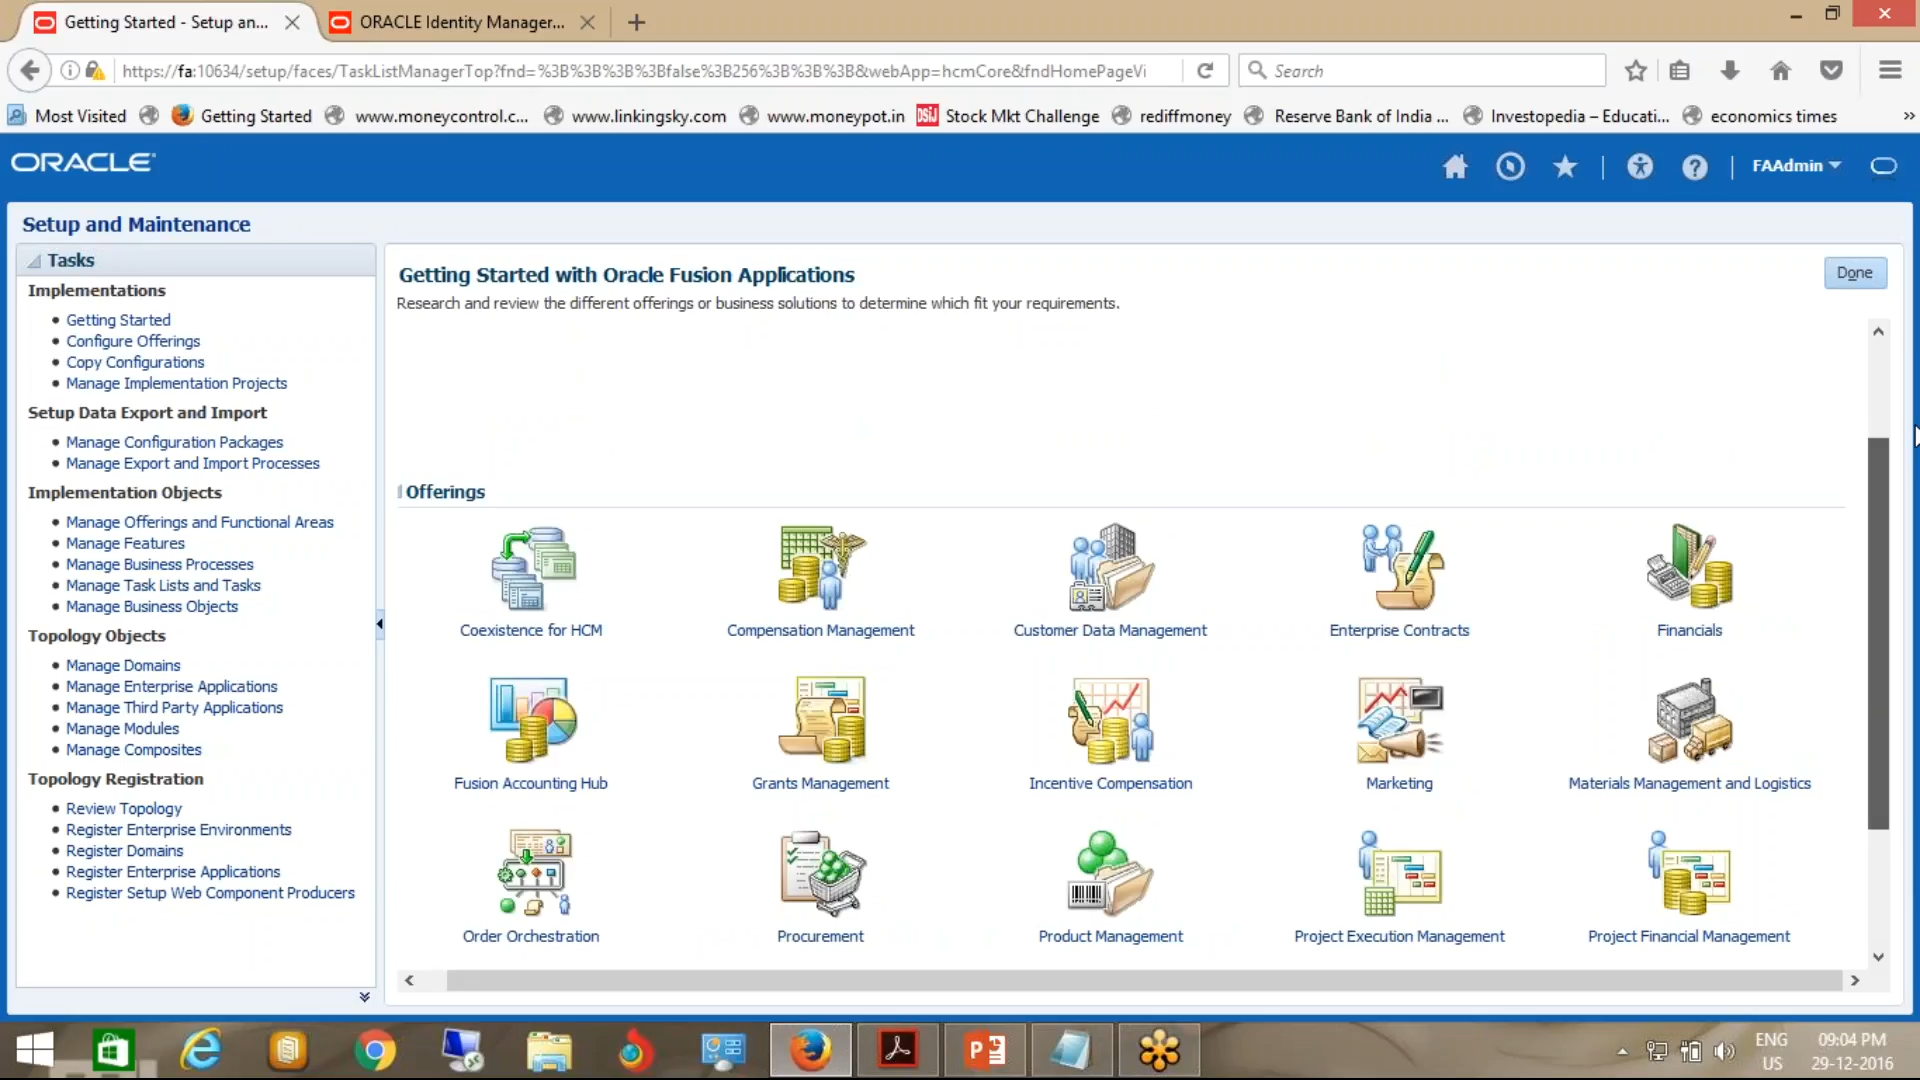 Getting Started - Setup an...
ORACLE Identity Manager...
https://fa:10634/setup/faces/TaskListManagerTop?fnd=%3B%3B%3B%3Bfalse%3B256%3B%3B%3B&webApp=hcmCore&fndHomePageVi
Search
Most Visited
Getting Started
www.moneycontrol.c...
www.linkingsky.com
www.moneypot.in
DSIJ
Stock Mkt Challenge
rediffmoney
Reserve Bank of India ...
Investopedia – Educati...
economics times
»
ORACLE
FAAdmin
Setup and Maintenance
Tasks
Implementations
Getting Started
Configure Offerings
Copy Configurations
Manage Implementation Projects
Setup Data Export and Import
Manage Configuration Packages
Manage Export and Import Processes
Implementation Objects
Manage Offerings and Functional Areas
Manage Features
Manage Business Processes
Manage Task Lists and Tasks
Manage Business Objects
Topology Objects
Manage Domains
Manage Enterprise Applications
Manage Third Party Applications
Manage Modules
Manage Composites
Topology Registration
Review Topology
Register Enterprise Environments
Register Domains
Register Enterprise Applications
Register Setup Web Component Producers
Getting Started with Oracle Fusion Applications
Done
Research and review the different offerings or business solutions to determine which fit your requirements.
Offerings
Coexistence for HCM
Compensation Management
Customer Data Management
Enterprise Contracts
Financials
Fusion Accounting Hub
Grants Management
Incentive Compensation
Marketing
Materials Management and Logistics
Order Orchestration
Procurement
Product Management
Project Execution Management
Project Financial Management
ENG
US
09:04 PM
29-12-2016